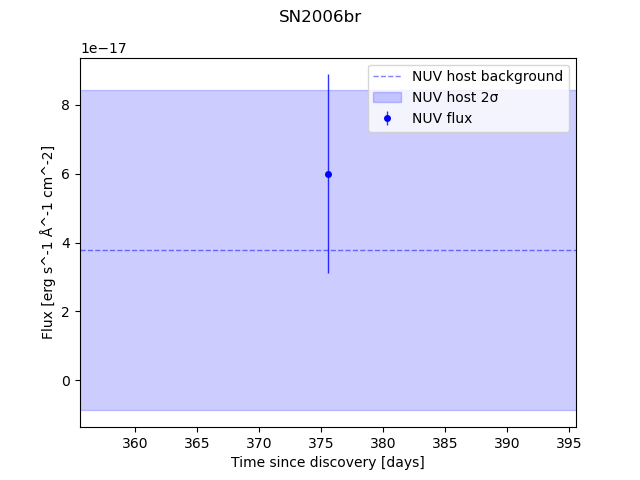 SN2006br
1e−17
NUV host background
NUV host 2σ
NUV flux
8
6
4
2
0
Flux [erg s^-1 Å^-1 cm^-2]
360 365 370 375 380 385 390 395
Time since discovery [days]